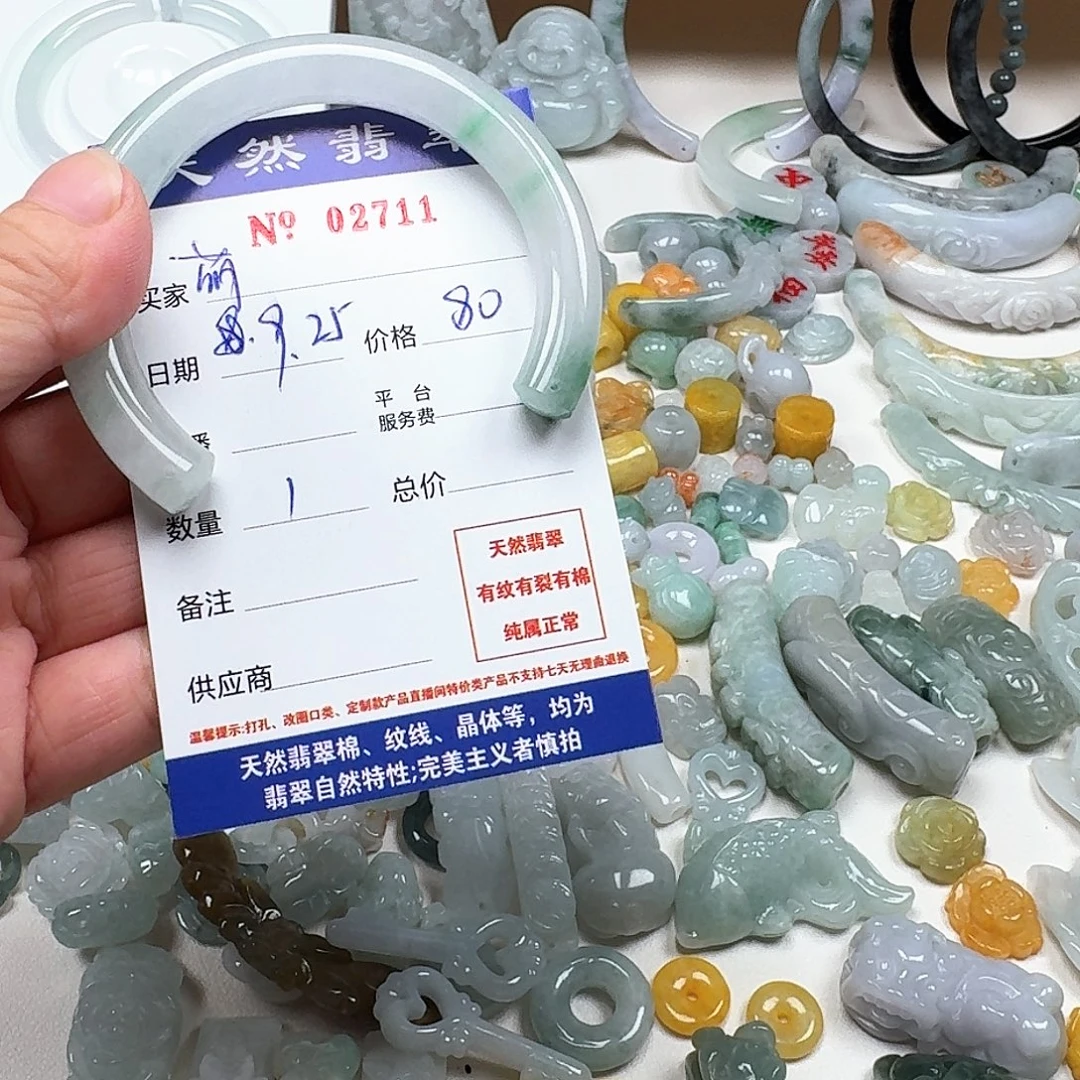 天然翡翠
Nº 02711
买家 萌
日期 8.9.25 价格 80
平台
服务费
数量 1 总价
天然翡翠
有纹有裂有棉
纯属正常
备注
供应商
温馨提示:打孔、改圈口类、定制款产品直播间特价类产品不支持七天无理由退换
天然翡翠棉、纹线、晶体等，均为
翡翠自然特性;完美主义者慎拍
中